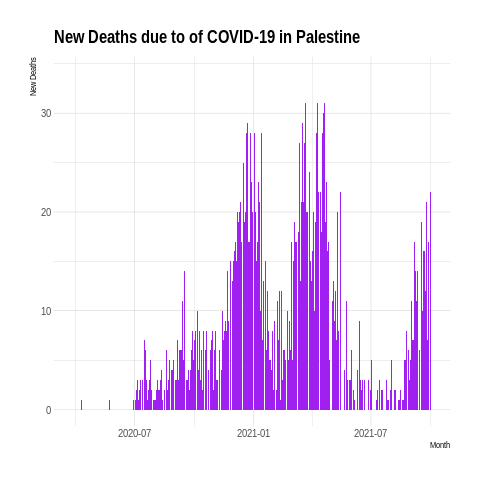 New Deaths due to of COVID-19 in Palestine
New Deaths
30
20
10
0
2020-07 2021-01 2021-07
Month